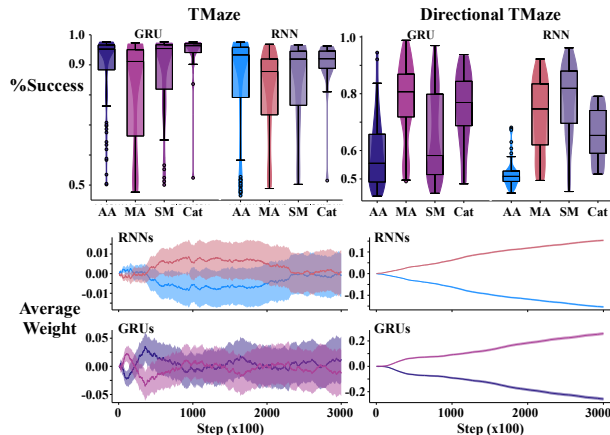 TMaze
Directional TMaze
GRU
RNN
GRU
RNN
%Success
1.0
0.9
0.5
1.0
0.8
0.6
0.5
AA MA SM Cat AA MA SM Cat
AA MA SM Cat AA MA SM Cat
RNNs
RNNs
0.01
0.00
-0.01
0.1
0.0
-0.1
Average
Weight
GRUs
GRUs
0.05
0.00
-0.05
0.2
0.0
-0.2
0 1000 2000 3000
0 1000 2000 3000
Step (x100)
Step (x100)